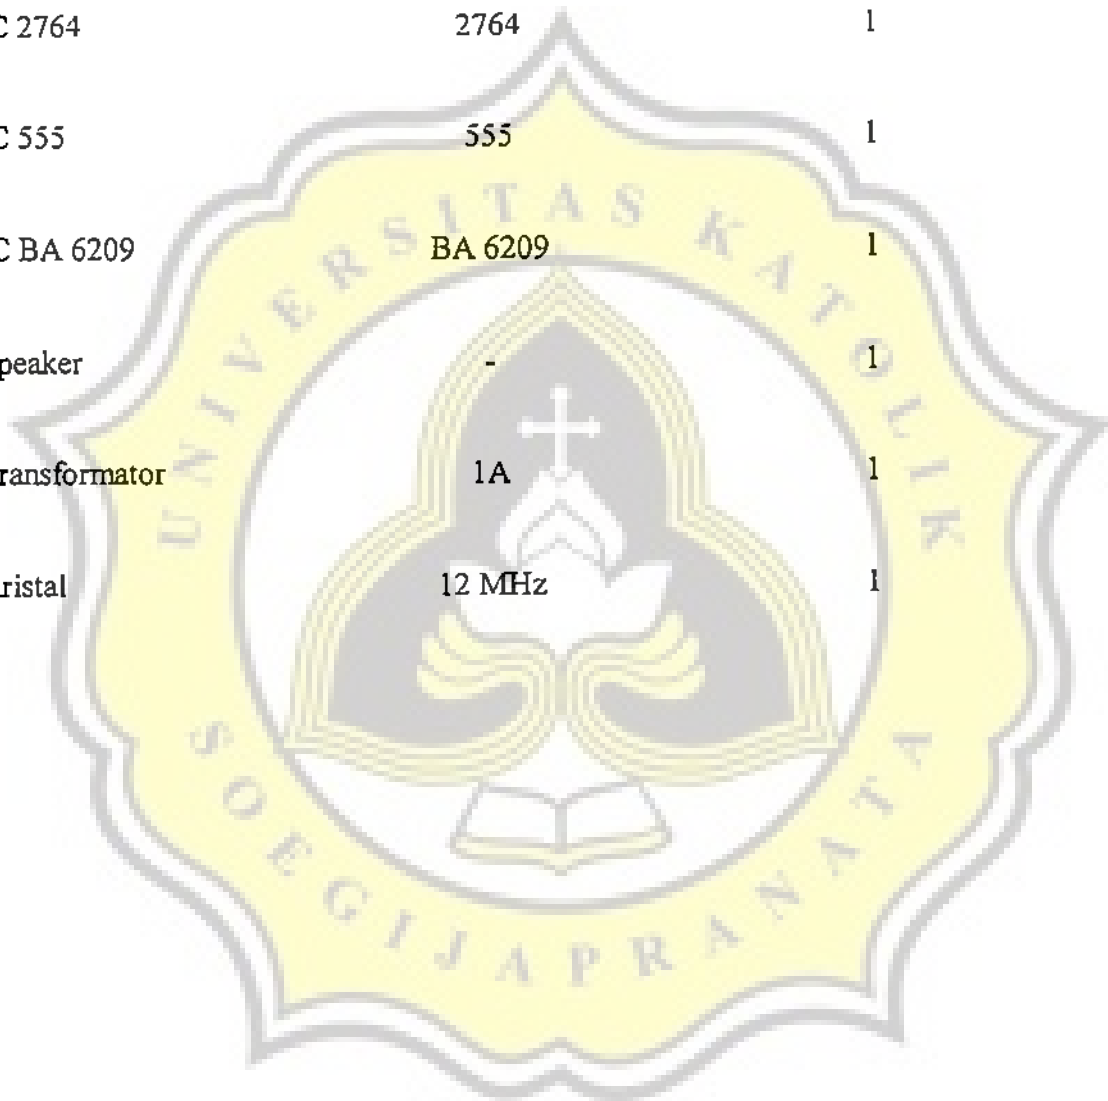 C 2764 2764 1
C 555 555 1
UNIVERSITAS KATOLIK
C BA 6209 BA 6209 1
peaker - 1
ransformator 1A 1
ristal 12 MHz 1
SOEGIJAPRANATA